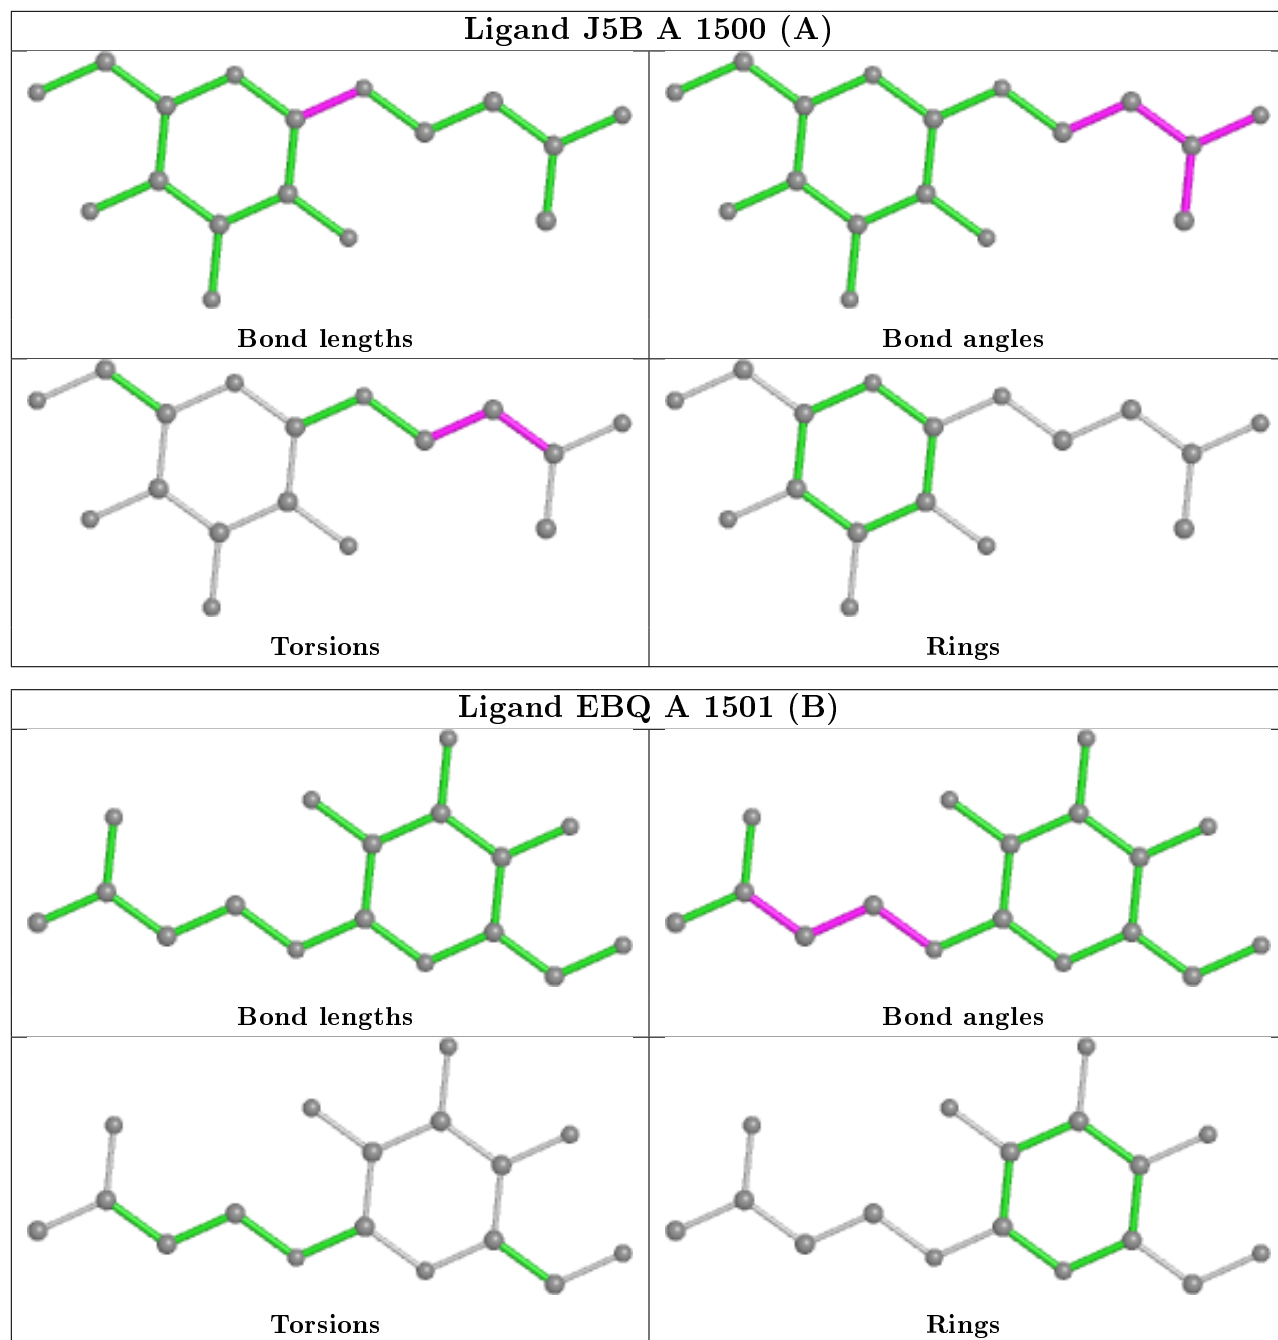 Ligand J5B A 1500 (A)
Bond lengths
Bond angles
Torsions
Rings
Ligand EBQ A 1501 (B)
Bond lengths
Bond angles
Torsions
Rings